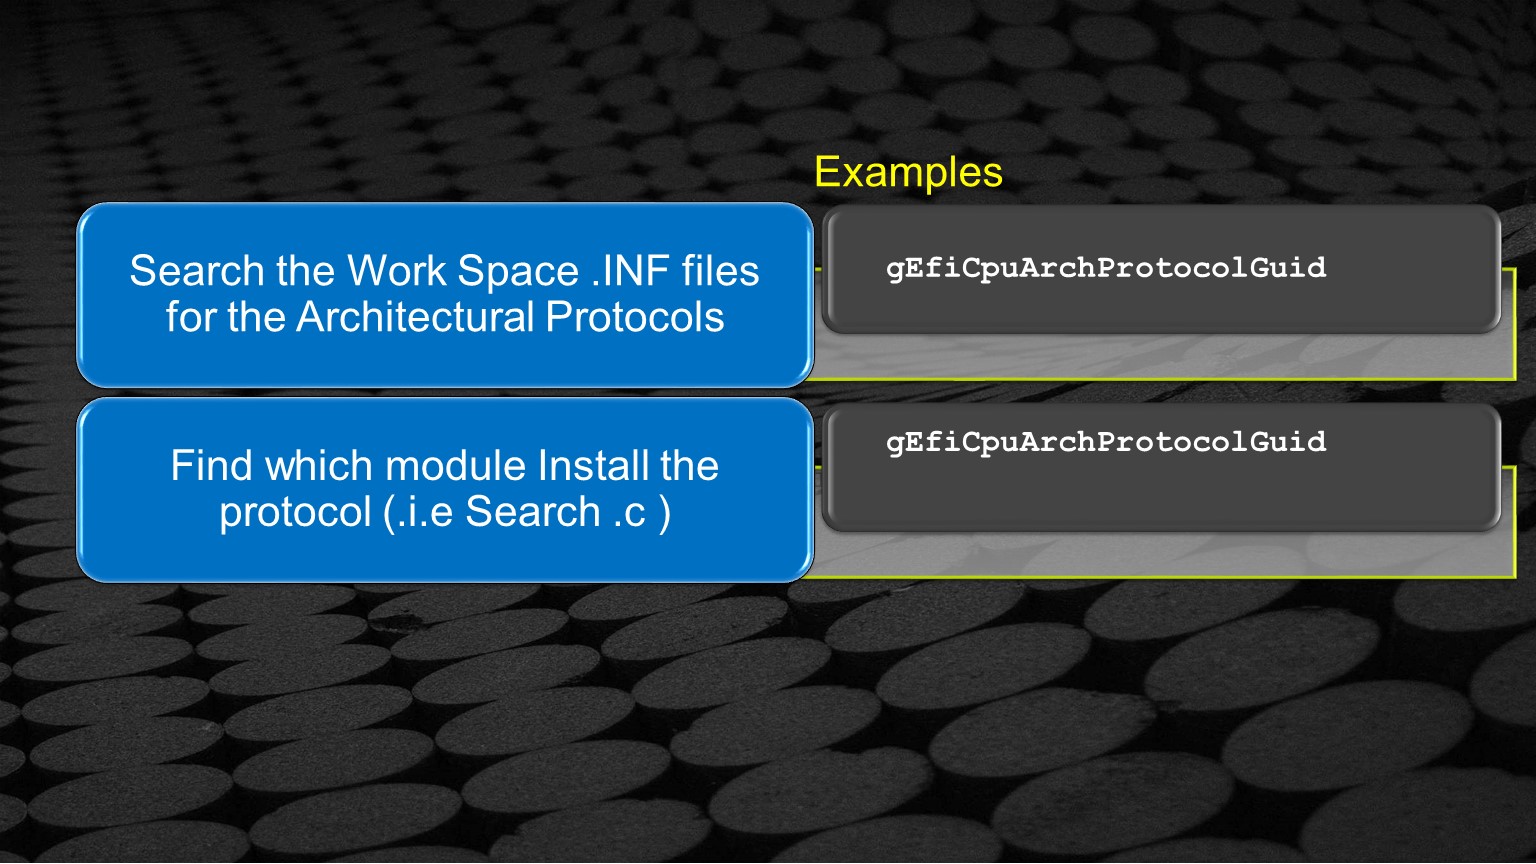 Examples
Search the Work Space .INF files
for the Architectural Protocols
gEfiCpuArchProtocolGuid
Find which module Install the
protocol (.i.e Search .c )
gEfiCpuArchProtocolGuid